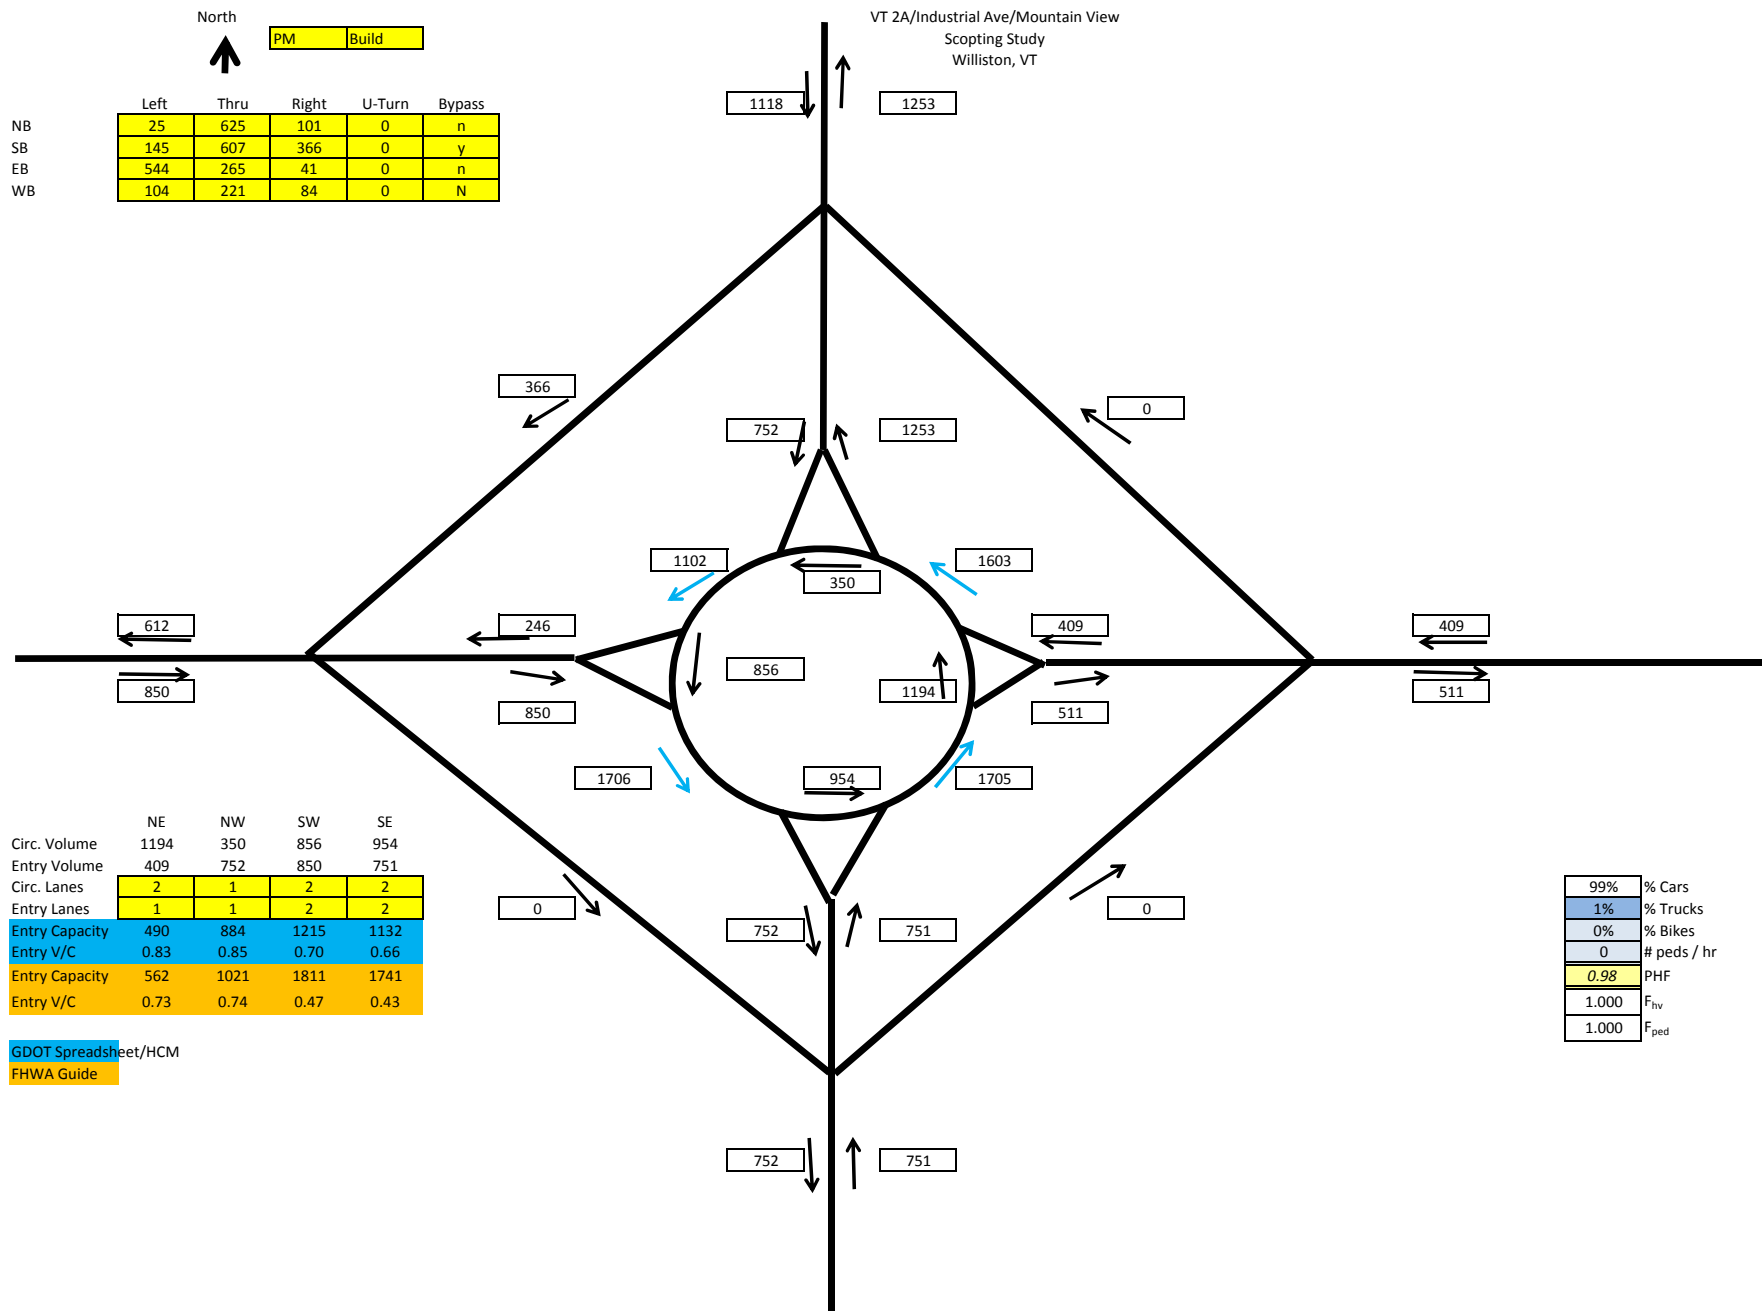 North
PM Build
VT 2A/Industrial Ave/Mountain View
Scopting Study
Williston, VT
Left Thru Right U-Turn Bypass
NB 25 625 101 0 n
SB 145 607 366 0 y
EB 544 265 41 0 n
WB 104 221 84 0 N
1118 1253
366
0
752 1253
1102 1603
350
612 246 409 409
856 1194
850 850 511 511
1706 954 1705
NE NW SW SE
Circ. Volume 1194 350 856 954
Entry Volume 409 752 850 751
Circ. Lanes 2 1 2 2
Entry Lanes 1 1 2 2
Entry Capacity 490 884 1215 1132
Entry V/C 0.83 0.85 0.70 0.66
Entry Capacity 562 1021 1811 1741
Entry V/C 0.73 0.74 0.47 0.43
GDOT Spreadsheet/HCM
FHWA Guide
0 0
752 751
752 751
99% % Cars
1% % Trucks
0% % Bikes
0 # peds / hr
0.98 PHF
1.000 Fhv
1.000 Fped